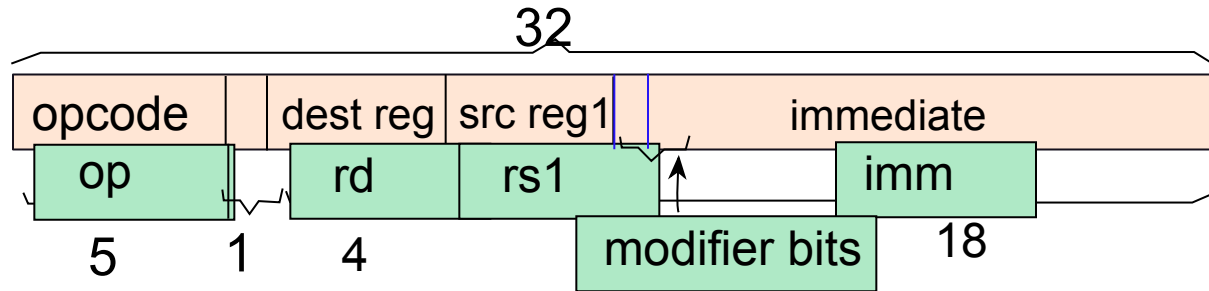 32
opcode dest reg src reg1 immediate
op rd rs1 imm
5 1 4 modifier bits 18